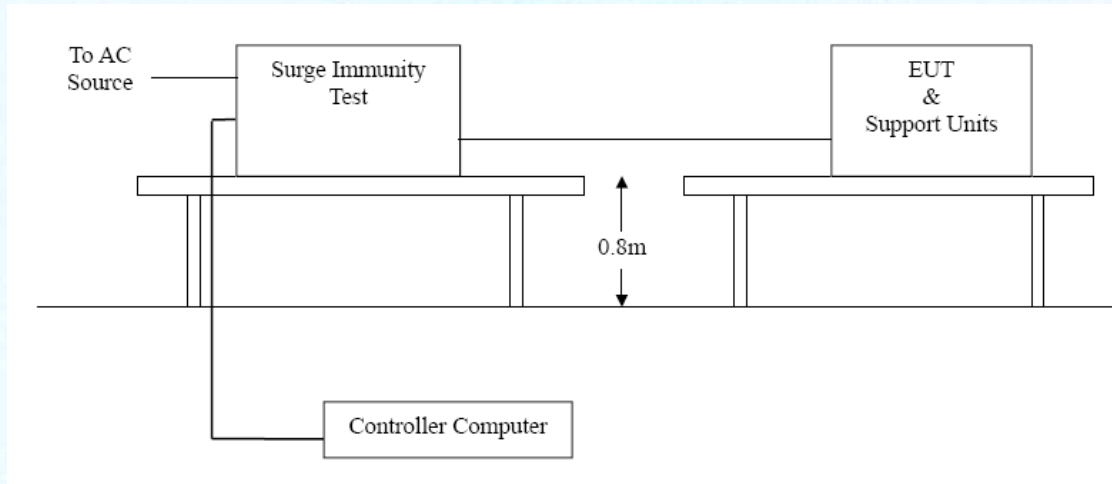 To AC
Source
Surge Immunity
Test
EUT
&
Support Units
0.8m
Controller Computer